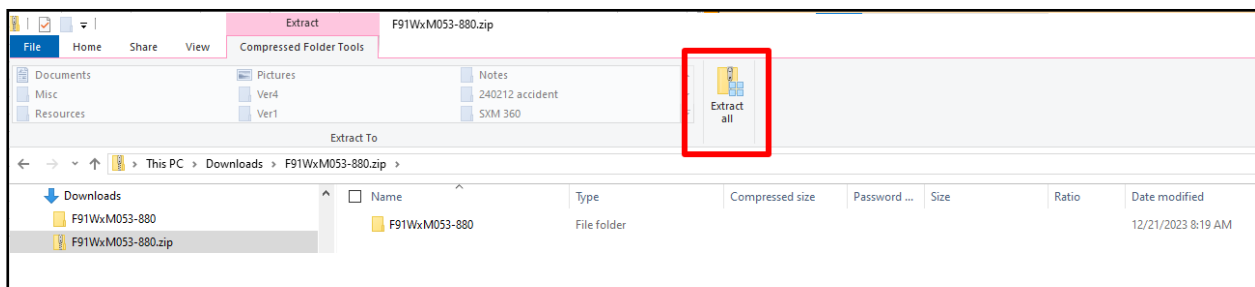 Extract F91WxM053-880.zip
File Home Share View Compressed Folder Tools
Documents Pictures Notes
Misc Ver4 240212 accident
Resources Ver1 SXM 360
Extract all
Extract To
This PC > Downloads > F91WxM053-880.zip >
Downloads Name Type Compressed size Password ... Size Ratio Date modified
F91WxM053-880 F91WxM053-880 File folder 12/21/2023 8:19 AM
F91WxM053-880.zip